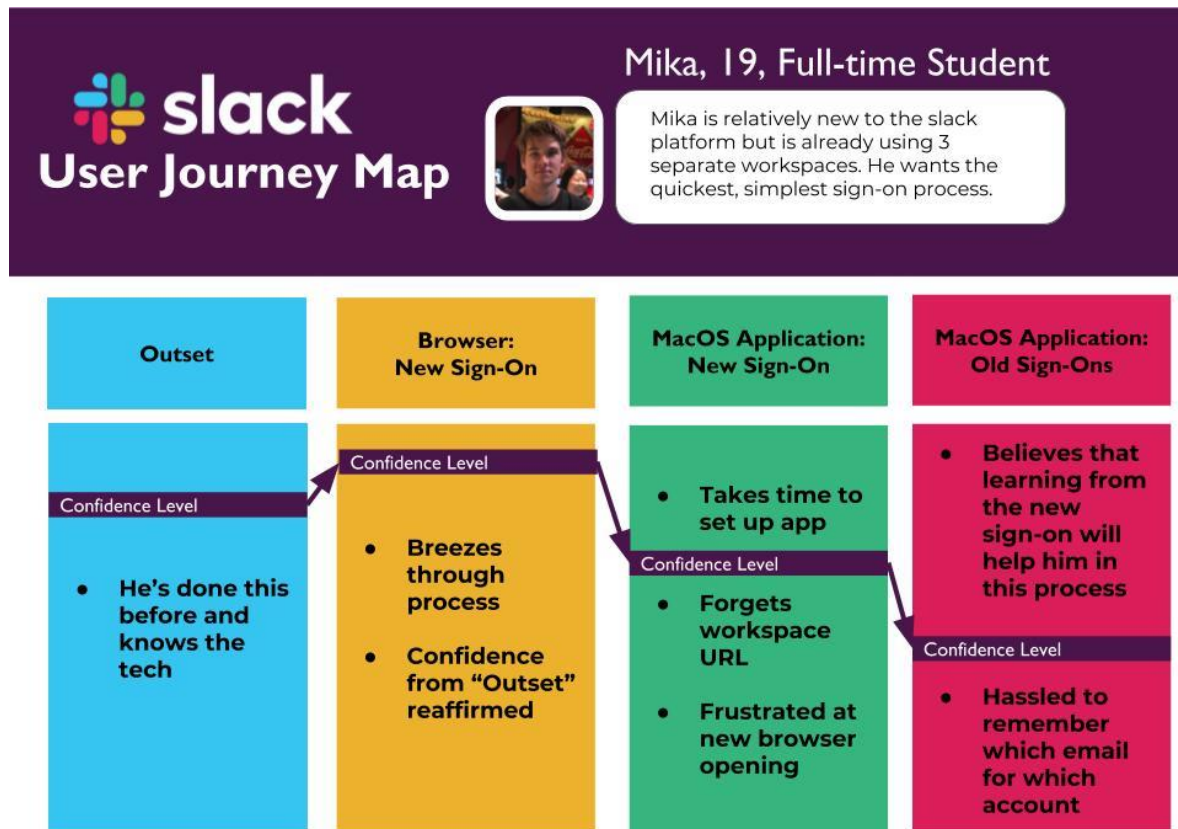 slack
User Journey Map
Mika, 19, Full-time Student
Mika is relatively new to the slack
platform but is already using 3
separate workspaces. He wants the
quickest, simplest sign-on process.
Outset
Confidence Level
● He’s done this
before and
knows the
tech
Browser:
New Sign-On
Confidence Level
● Breezes
through
process
● Confidence
from “Outset”
reaffirmed
MacOS Application:
New Sign-On
● Takes time to
set up app
Confidence Level
● Forgets
workspace
URL
● Frustrated at
new browser
opening
MacOS Application:
Old Sign-Ons
● Believes that
learning from
the new
sign-on will
help him in
this process
Confidence Level
● Hassled to
remember
which email
for which
account